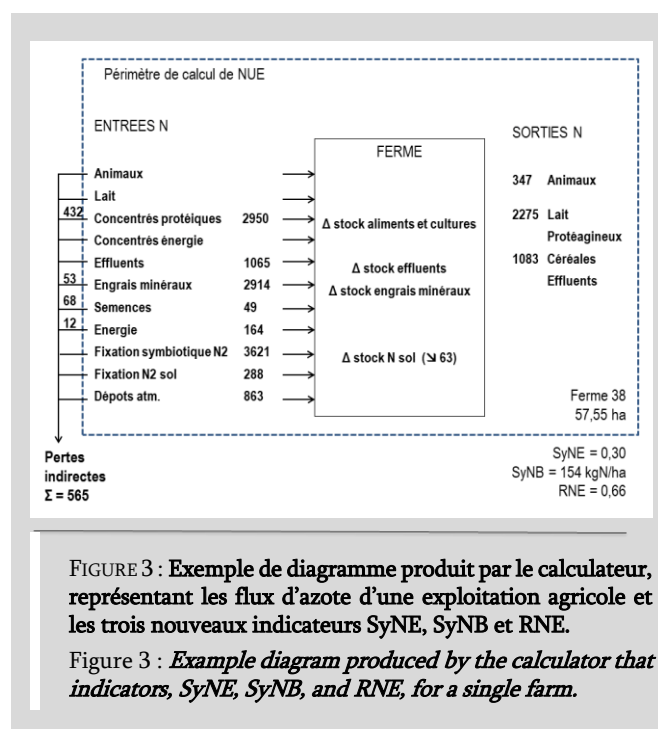 Périmètre de calcul de NUE
ENTREES N
Animaux
Lait
432 Concentrés protéiques 2950
Concentrés énergie
Effluents 1065
53 Engrais minéraux 2914
68 Semences 49
12 Energie 164
Fixation symbiotique N2 3621
Fixation N2 sol 288
Dépots atm. 863
Pertes
indirectes
Σ = 565
FERME
Δ stock aliments et cultures
Δ stock effluents
Δ stock engrais minéraux
Δ stock N sol (↘ 63)
SORTIES N
347 Animaux
2275 Lait
Protéagineux
1083 Céréales
Effluents
Ferme 38
57,55 ha
SyNE = 0,30
SyNB = 154 kgN/ha
RNE = 0,66
FIGURE 3 : Exemple de diagramme produit par le calculateur,
représentant les flux d'azote d'une exploitation agricole et
les trois nouveaux indicateurs SyNE, SyNB et RNE.
Figure 3 : Example diagram produced by the calculator that
indicators, SyNE, SyNB, and RNE, for a single farm.